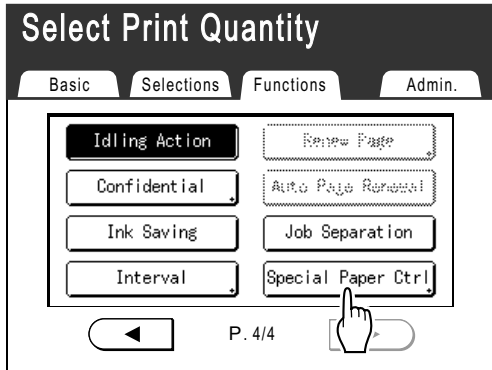 Select Print Quantity
Basic Selections Functions Admin.
Idling Action Renew Page
Confidential Auto Page Renewal
Ink Saving Job Separation
Interval Special Paper Ctrl
P. 4/4